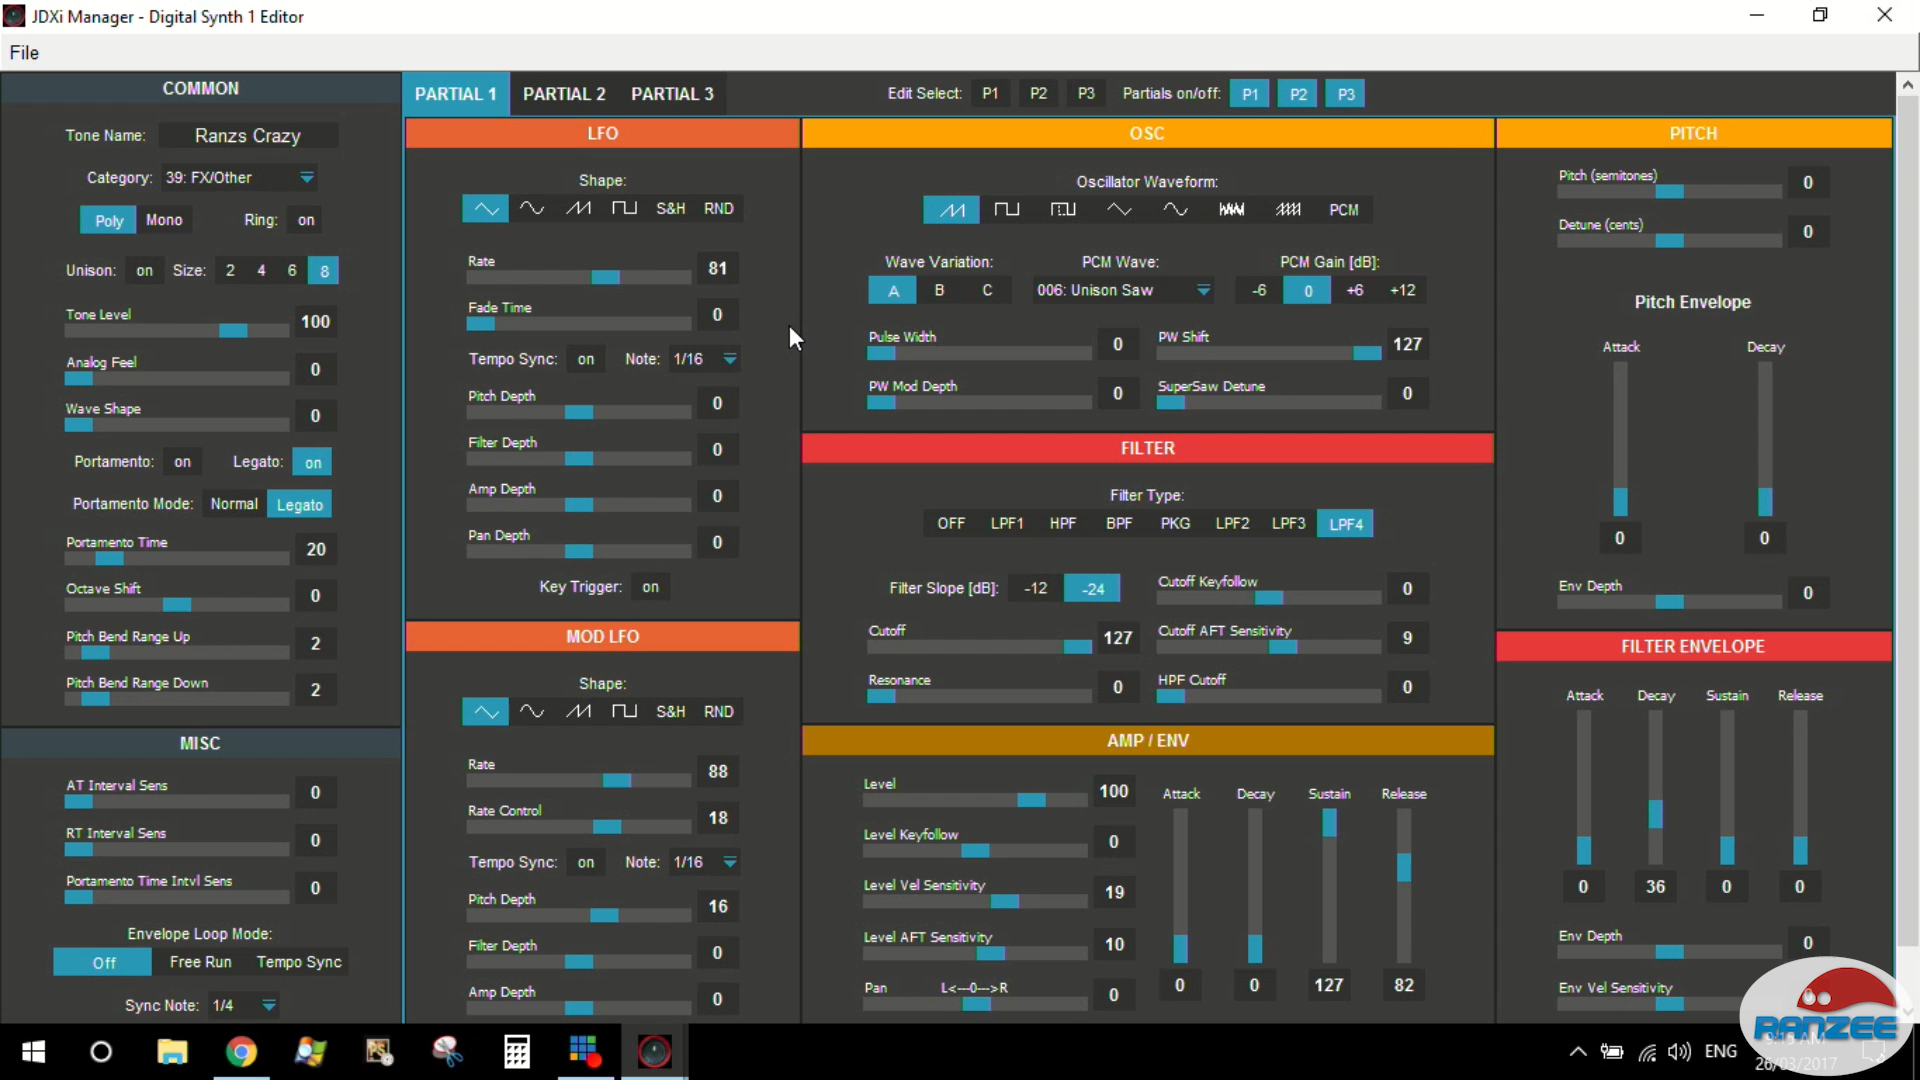 JDXi Manager - Digital Synth 1 Editor
File
COMMON
Tone Name: Ranzs Crazy
Category: 39: FX/Other
Poly Mono Ring: on
Unison: on Size: 2 4 6 8
Tone Level 100
Analog Feel 0
Wave Shape 0
Portamento: on Legato: on
Portamento Mode: Normal Legato
Portamento Time 20
Octave Shift 0
Pitch Bend Range Up 2
Pitch Bend Range Down 2
MISC
AT Interval Sens 0
RT Interval Sens 0
Portamento Time Intvl Sens 0
Envelope Loop Mode:
Off Free Run Tempo Sync
Sync Note: 1/4
PARTIAL 1 PARTIAL 2 PARTIAL 3
Edit Select: P1 P2 P3 Partials on/off: P1 P2 P3
LFO
Shape:
S&H RND
Rate 81
Fade Time 0
Tempo Sync: on Note: 1/16
Pitch Depth 0
Filter Depth 0
Amp Depth 0
Pan Depth 0
Key Trigger: on
MOD LFO
Shape:
S&H RND
Rate 88
Rate Control 18
Tempo Sync: on Note: 1/16
Pitch Depth 16
Filter Depth 0
Amp Depth 0
OSC
Oscillator Waveform:
PCM
Wave Variation: PCM Wave: PCM Gain [dB]:
A B C 006: Unison Saw -6 0 +6 +12
Pulse Width 0 PW Shift 127
PW Mod Depth 0 SuperSaw Detune 0
FILTER
Filter Type:
OFF LPF1 HPF BPF PKG LPF2 LPF3 LPF4
Filter Slope [dB]: -12 -24 Cutoff Keyfollow 0
Cutoff 127 Cutoff AFT Sensitivity 9
Resonance 0 HPF Cutoff 0
AMP / ENV
Level 100
Level Keyfollow 0
Level Vel Sensitivity 19
Level AFT Sensitivity 10
Pan L<---0--->R 0
Attack Decay Sustain Release
0 0 127 82
PITCH
Pitch (semitones) 0
Detune (cents) 0
Pitch Envelope
Attack Decay
0 0
Env Depth 0
FILTER ENVELOPE
Attack Decay Sustain Release
0 36 0 0
Env Depth 0
Env Vel Sensitivity
RANZEE
ENG
26/03/2017